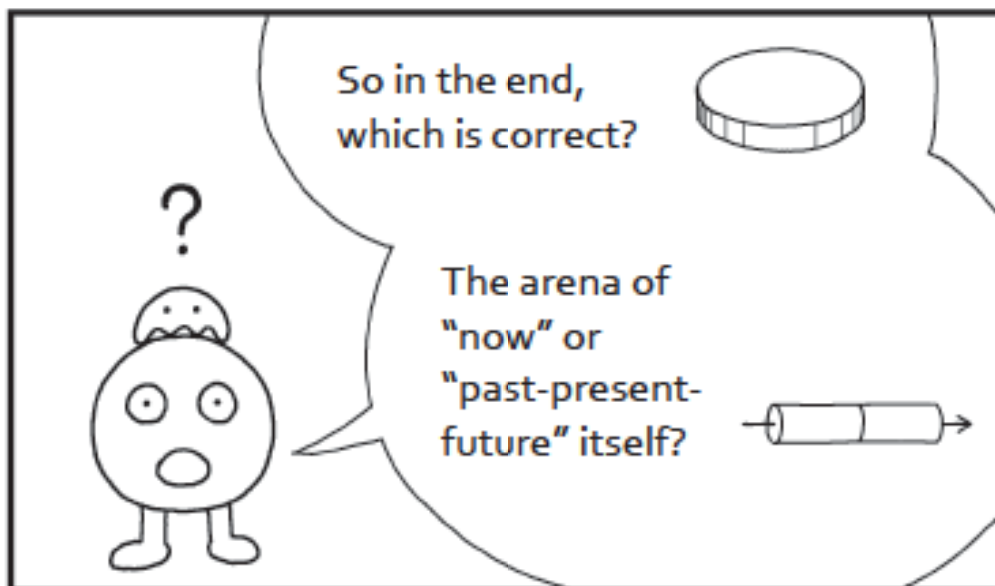 So in the end,
which is correct?
?
The arena of
“now” or
“past-present-
future” itself?